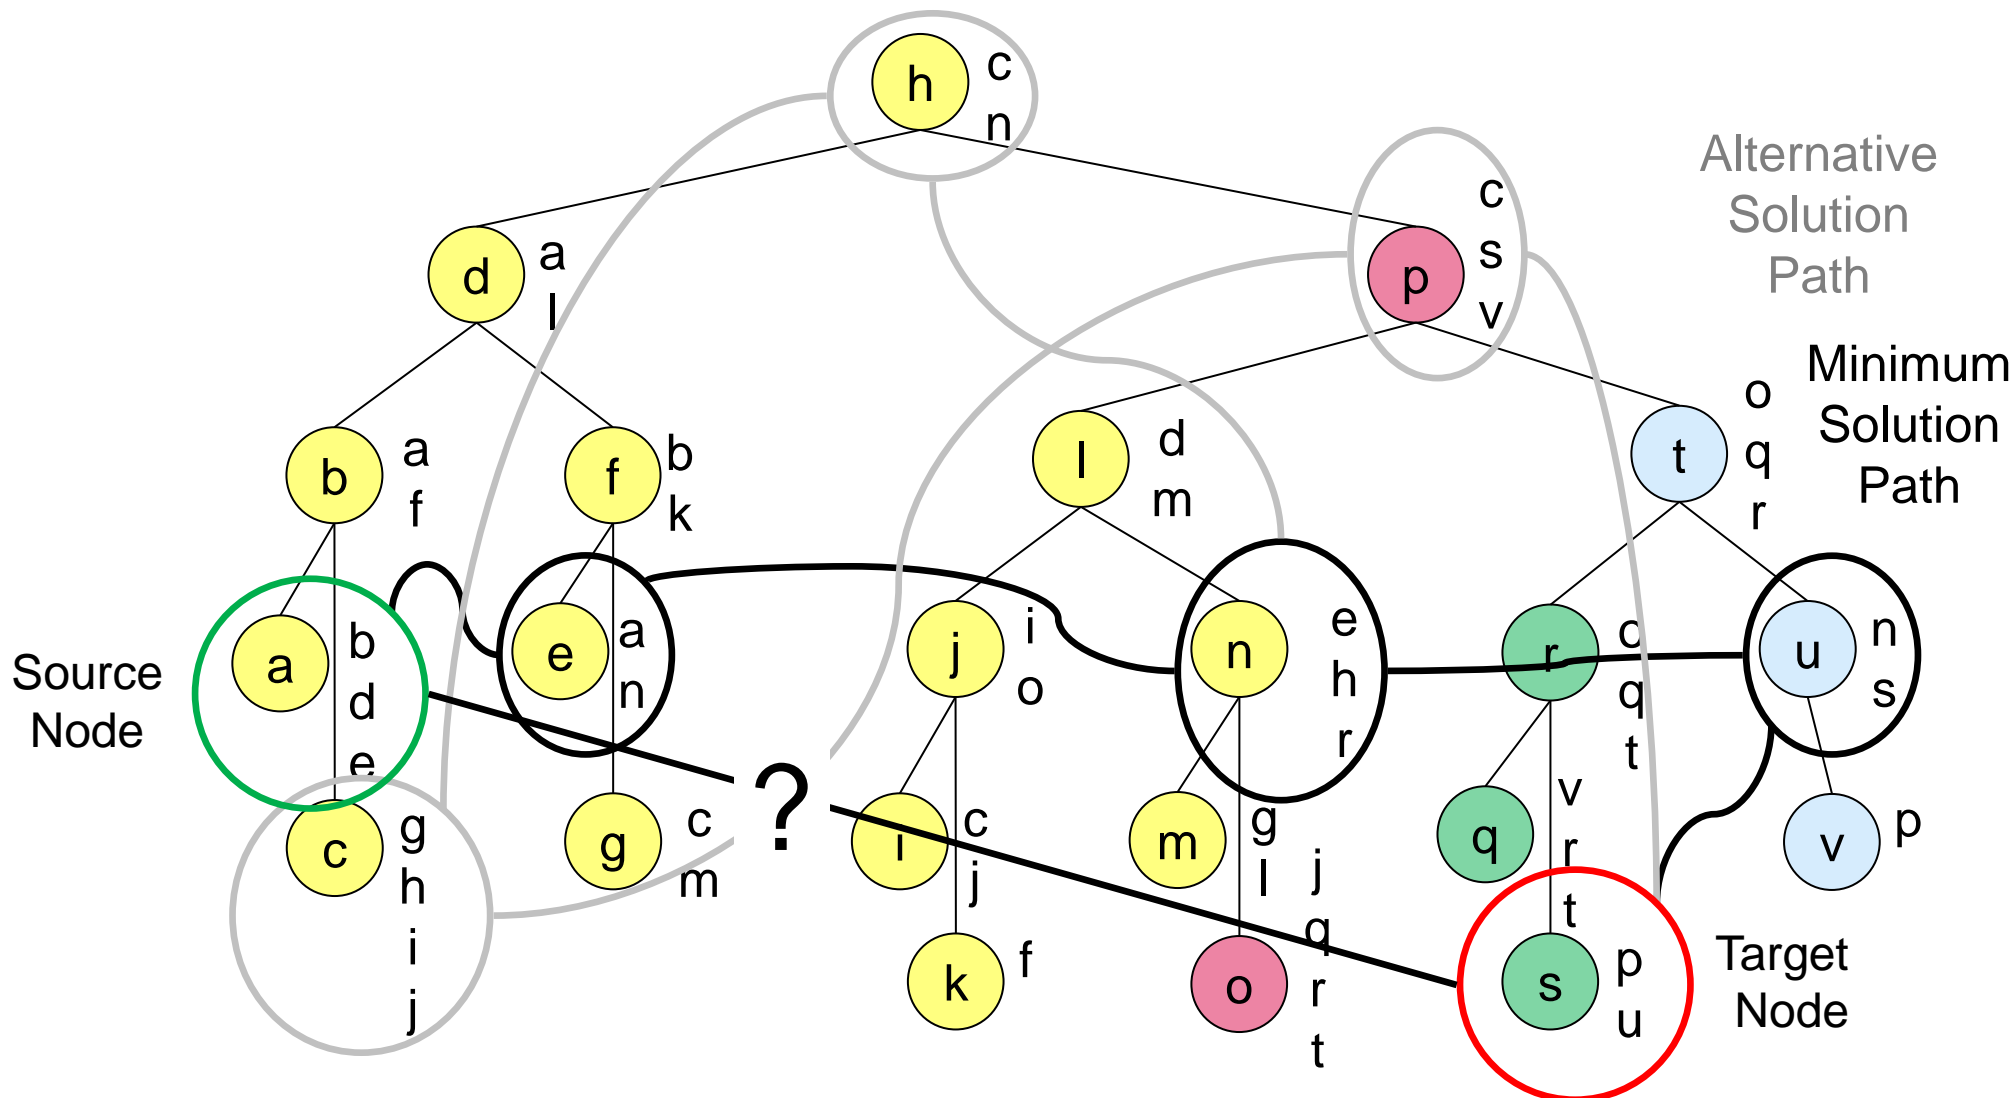 h
c
n
Alternative
Solution
Path
p
c
s
v
d
a
l
Minimum
Solution
Path
b
a
f
f
b
k
l
d
m
t
o
q
r
Source
Node
a
b
d
e
e
a
n
j
i
o
n
e
h
r
r
o
q
t
u
n
s
?
c
g
h
i
j
g
c
m
i
c
j
m
g
l
q
v
r
t
v
p
k
f
o
j
q
r
t
s
p
u
Target
Node